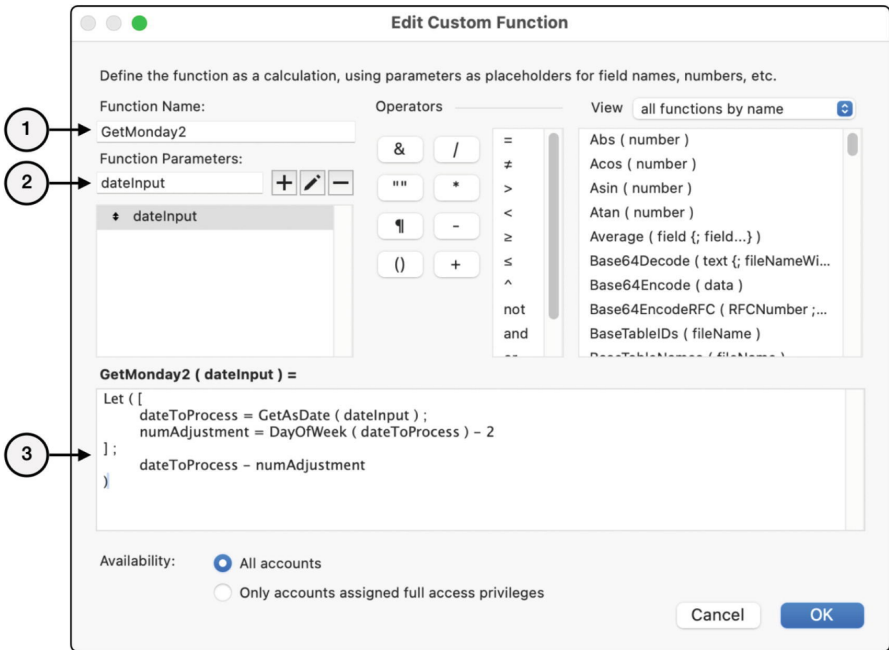 Edit Custom Function
Define the function as a calculation, using parameters as placeholders for field names, numbers, etc.
Function Name:
Operators
View
all functions by name
1
GetMonday2
Function Parameters:
2
dateInput
dateInput
& /
"" *
¶ -
() +
=
≠
>
<
≥
≤
^
not
and
or
Abs ( number )
Acos ( number )
Asin ( number )
Atan ( number )
Average ( field {; field...} )
Base64Decode ( text {; fileNameWi...
Base64Encode ( data )
Base64EncodeRFC ( RFCNumber ;...
BaseTableIDs ( fileName )
BaseTableNames ( fileName )
GetMonday2 ( dateInput ) =
3
Let ( [
dateToProcess = GetAsDate ( dateInput ) ;
numAdjustment = DayOfWeek ( dateToProcess ) – 2
] ;
dateToProcess – numAdjustment
)
Availability:
All accounts
Only accounts assigned full access privileges
Cancel
OK